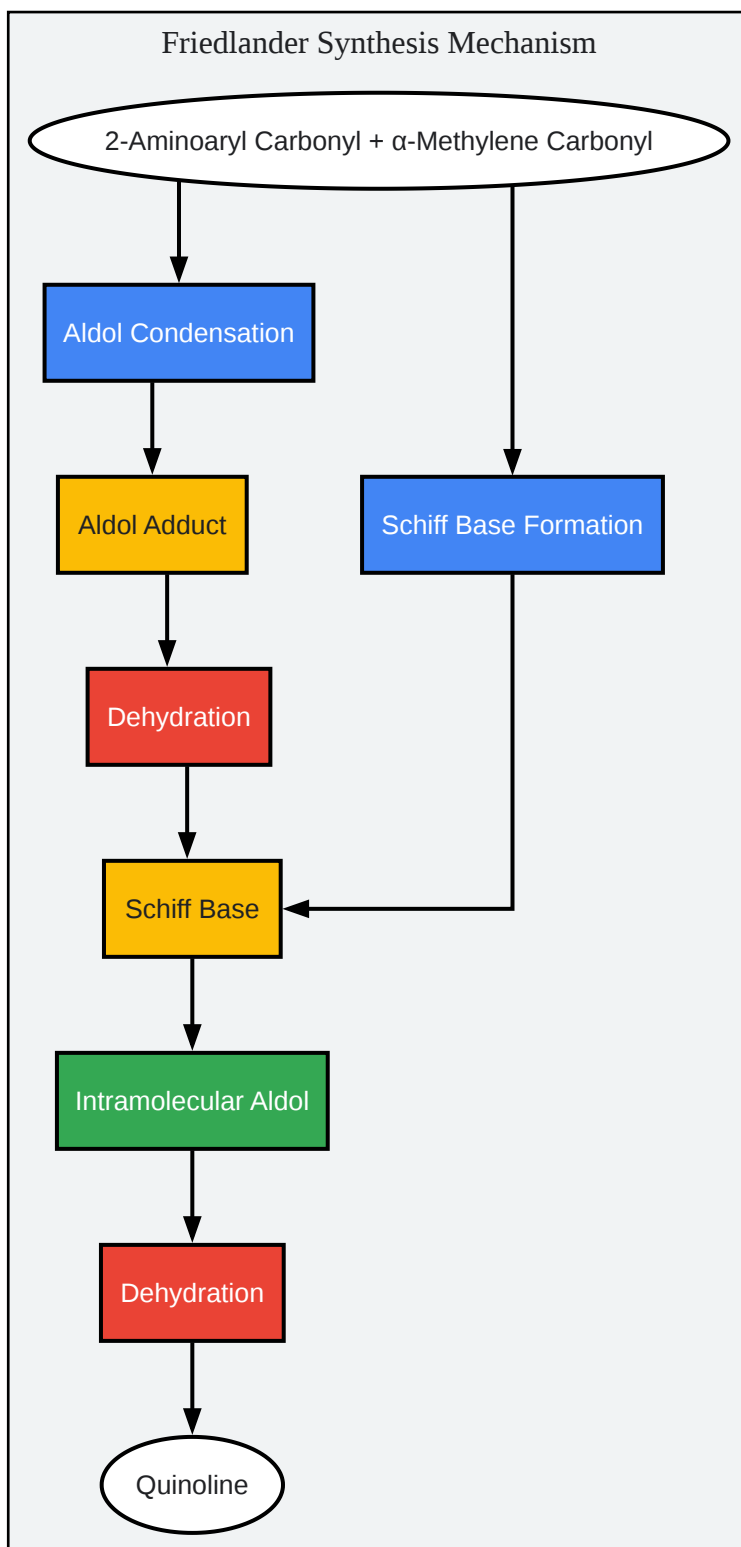 Friedlander Synthesis Mechanism
2-Aminoaryl Carbonyl + α-Methylene Carbonyl
Aldol Condensation
Aldol Adduct
Schiff Base Formation
Dehydration
Schiff Base
Intramolecular Aldol
Dehydration
Quinoline